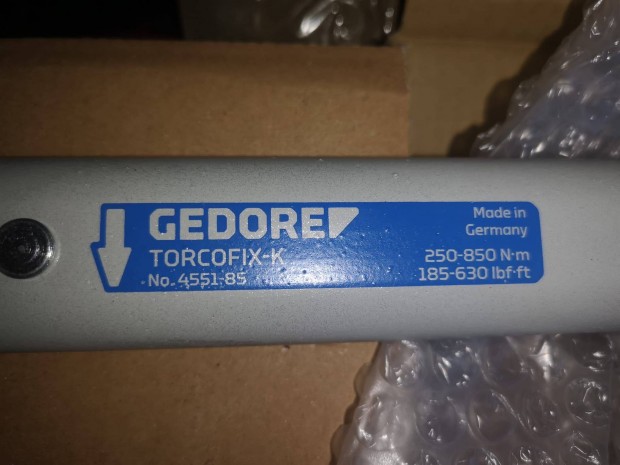 GEDORE
TORCOFIX-K
No. 4551-85
Made in
Germany
250-850 N·m
185-630 lbf·ft